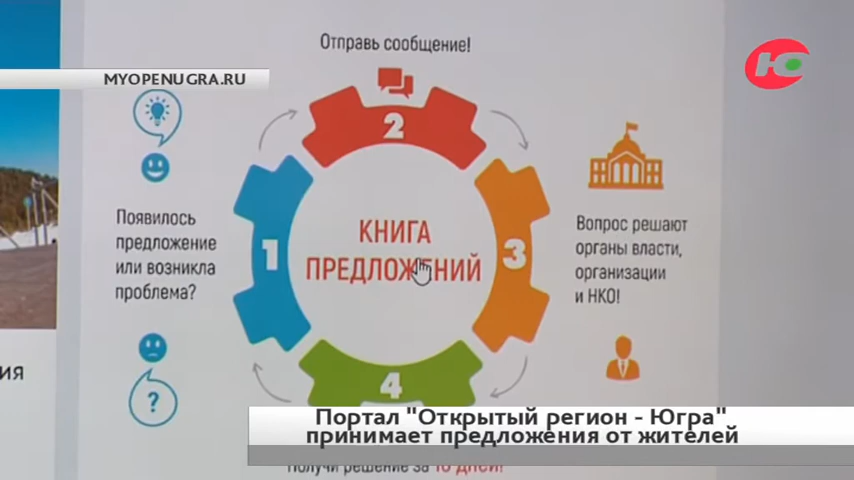 Отправь сообщение!
MYOPENUGRA.RU
Ю
2
1
3
4
КНИГА
ПРЕДЛОЖЕНИЙ
Появилось
предложение
или возникла
проблема?
?
Вопрос решают
органы власти,
организации
и НКО!
ия
Портал "Открытый регион - Югра"
принимает предложения от жителей
Получи решение за 10 дней!